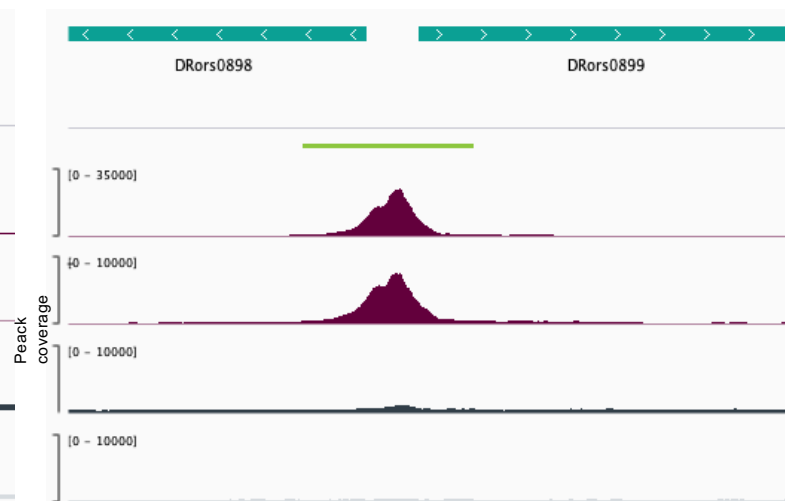 DRors0898 DRors0899
[0 - 35000]
[0 - 10000]
Peack
coverage
[0 - 10000]
[0 - 10000]